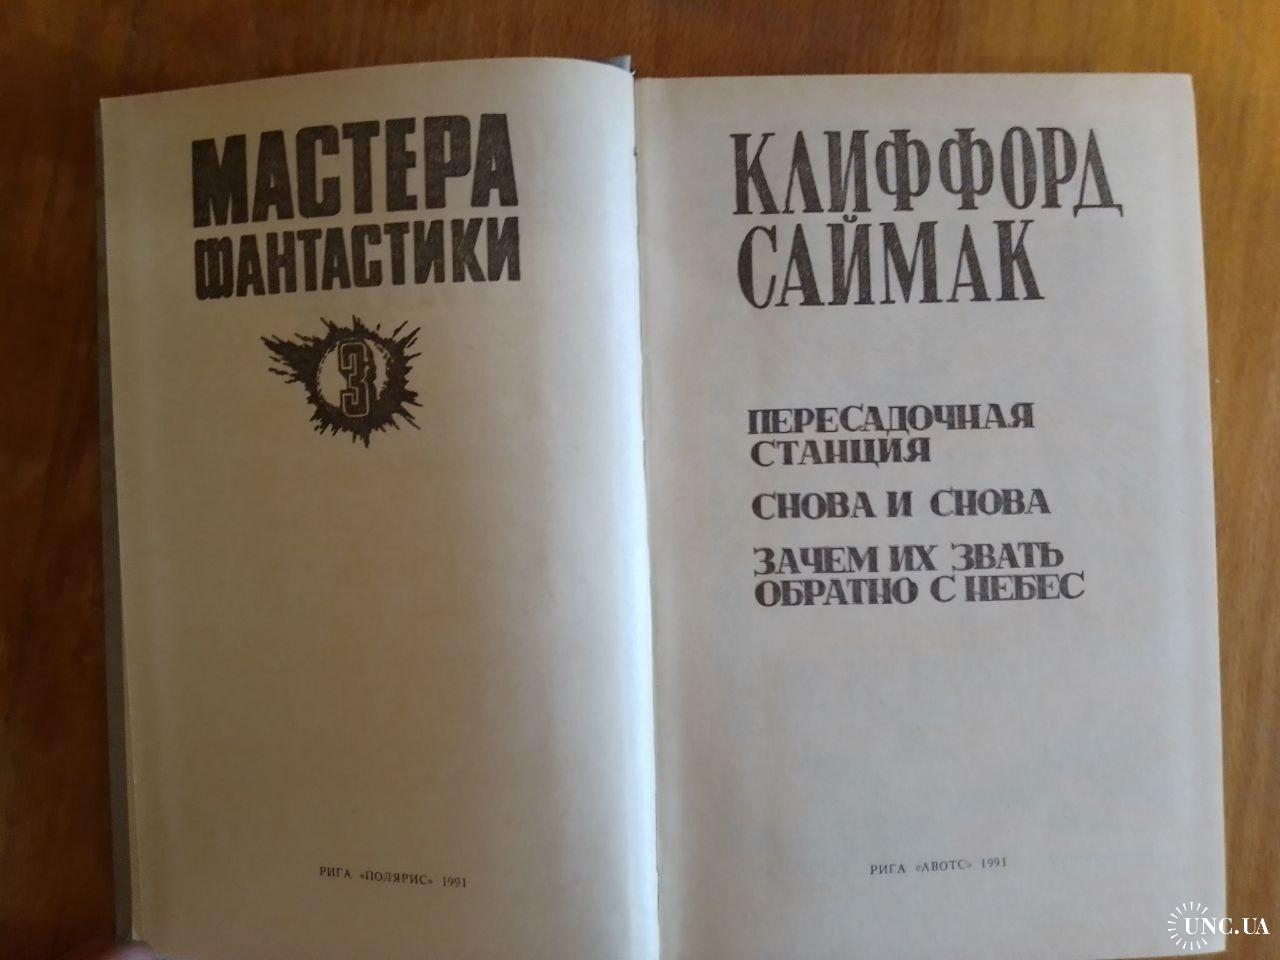 МАСТЕРА
ФАНТАСТИКИ
3
РИГА «ПОЛЯРИС» 1991
КЛИФФОРД
САЙМАК
ПЕРЕСАДОЧНАЯ
СТАНЦИЯ
СНОВА И СНОВА
ЗАЧЕМ ИХ ЗВАТЬ
ОБРАТНО С НЕБЕС
РИГА «АВОТС» 1991
UNC.UA